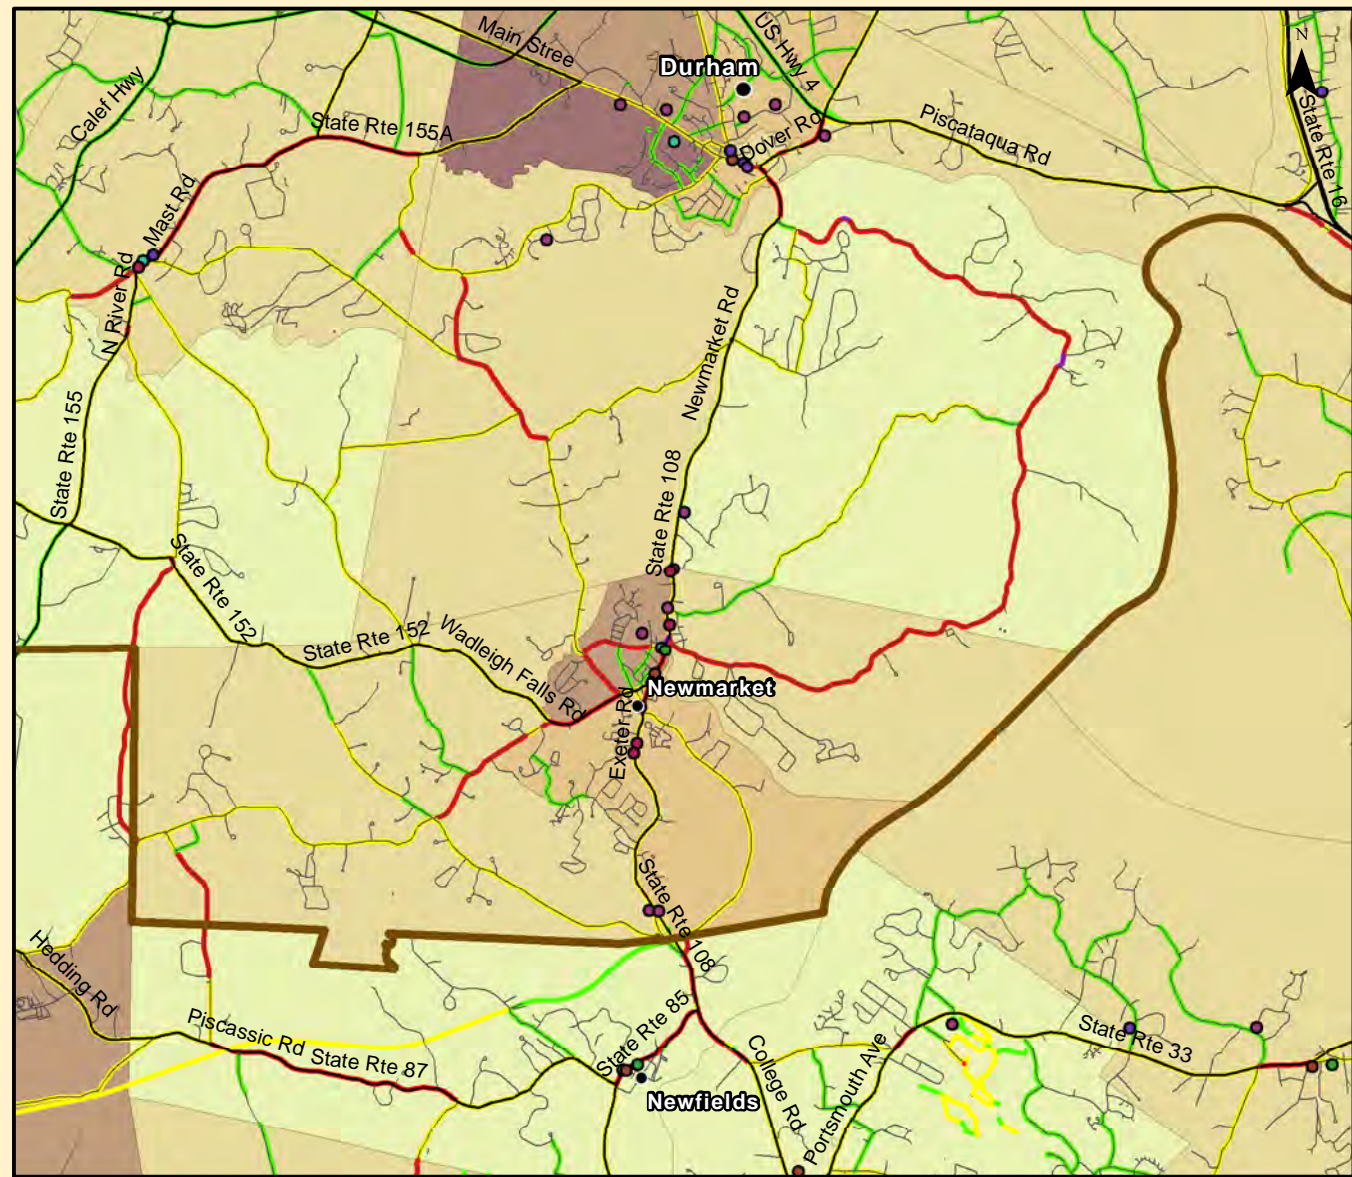 Main Stree
US Hwy 4
Durham
N
Calef Hwy
State Rte 155A
Dover Rd
Piscataqua Rd
State Rte 16
Mast Rd
N River Rd
Newmarket Rd
State Rte 155
State Rte 108
State Rte 152
State Rte 152
Wadleigh Falls Rd
Newmarket
Exeter Rd
State Rte 108
Hedding Rd
Piscassic Rd
State Rte 87
State Rte 85
College Rd
Portsmouth Ave
State Rte 33
Newfields